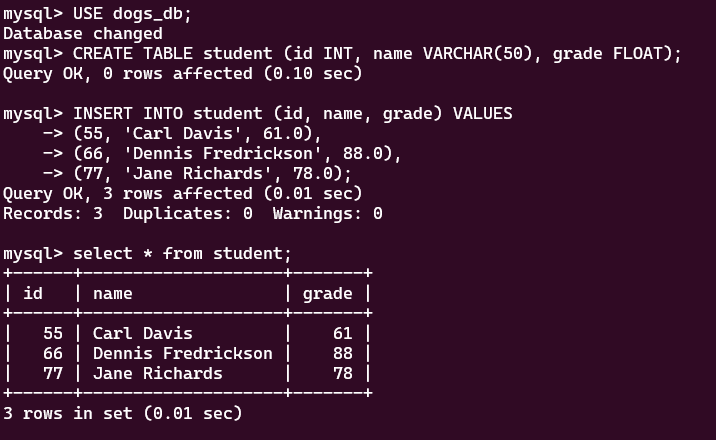 mysql> USE dogs_db;
Database changed
mysql> CREATE TABLE student (id INT, name VARCHAR(50), grade FLOAT);
Query OK, 0 rows affected (0.10 sec)

mysql> INSERT INTO student (id, name, grade) VALUES
    -> (55, 'Carl Davis', 61.0),
    -> (66, 'Dennis Fredrickson', 88.0),
    -> (77, 'Jane Richards', 78.0);
Query OK, 3 rows affected (0.01 sec)
Records: 3  Duplicates: 0  Warnings: 0

mysql> select * from student;
+------+--------------------+-------+
| id   | name               | grade |
+------+--------------------+-------+
|   55 | Carl Davis         |    61 |
|   66 | Dennis Fredrickson |    88 |
|   77 | Jane Richards      |    78 |
+------+--------------------+-------+
3 rows in set (0.01 sec)